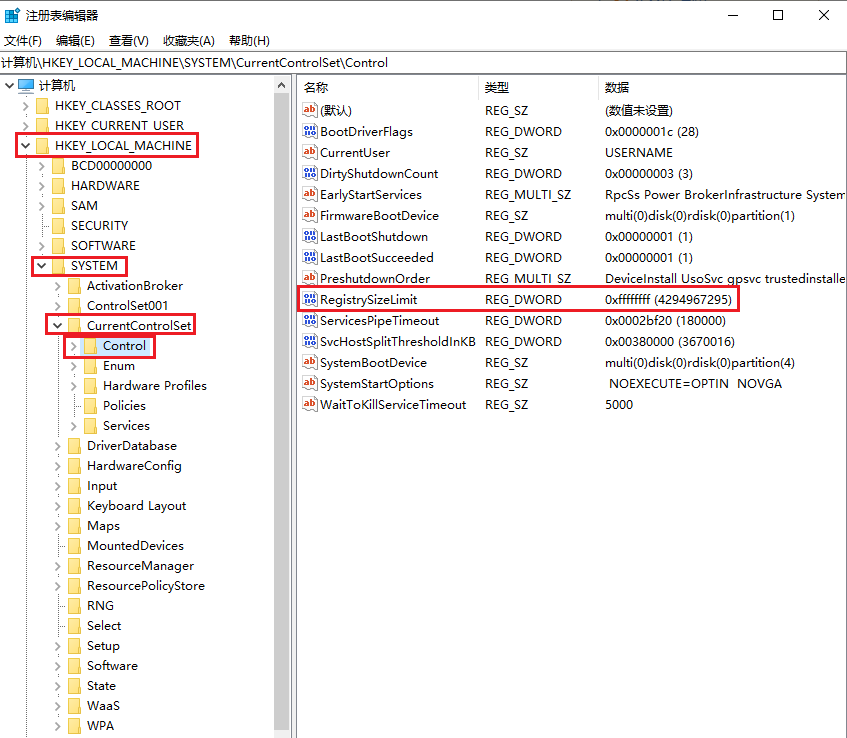 注册表编辑器
文件(F) 编辑(E) 查看(V) 收藏夹(A) 帮助(H)
计算机\HKEY_LOCAL_MACHINE\SYSTEM\CurrentControlSet\Control
计算机
HKEY_CLASSES_ROOT
HKEY_CURRENT_USER
HKEY_LOCAL_MACHINE
BCD00000000
HARDWARE
SAM
SECURITY
SOFTWARE
SYSTEM
ActivationBroker
ControlSet001
CurrentControlSet
Control
Enum
Hardware Profiles
Policies
Services
DriverDatabase
HardwareConfig
Input
Keyboard Layout
Maps
MountedDevices
ResourceManager
ResourcePolicyStore
RNG
Select
Setup
Software
State
WaaS
WPA
名称 类型 数据
(默认) REG_SZ (数值未设置)
BootDriverFlags REG_DWORD 0x0000001c (28)
CurrentUser REG_SZ USERNAME
DirtyShutdownCount REG_DWORD 0x00000003 (3)
EarlyStartServices REG_MULTI_SZ RpcSs Power BrokerInfrastructure System
FirmwareBootDevice REG_SZ multi(0)disk(0)rdisk(0)partition(1)
LastBootShutdown REG_DWORD 0x00000001 (1)
LastBootSucceeded REG_DWORD 0x00000001 (1)
PreshutdownOrder REG_MULTI_SZ DeviceInstall UsoSvc gpsvc trustedinstalle
RegistrySizeLimit REG_DWORD 0xffffffff (4294967295)
ServicesPipeTimeout REG_DWORD 0x0002bf20 (180000)
SvcHostSplitThresholdInKB REG_DWORD 0x00380000 (3670016)
SystemBootDevice REG_SZ multi(0)disk(0)rdisk(0)partition(4)
SystemStartOptions REG_SZ NOEXECUTE=OPTIN NOVGA
WaitToKillServiceTimeout REG_SZ 5000